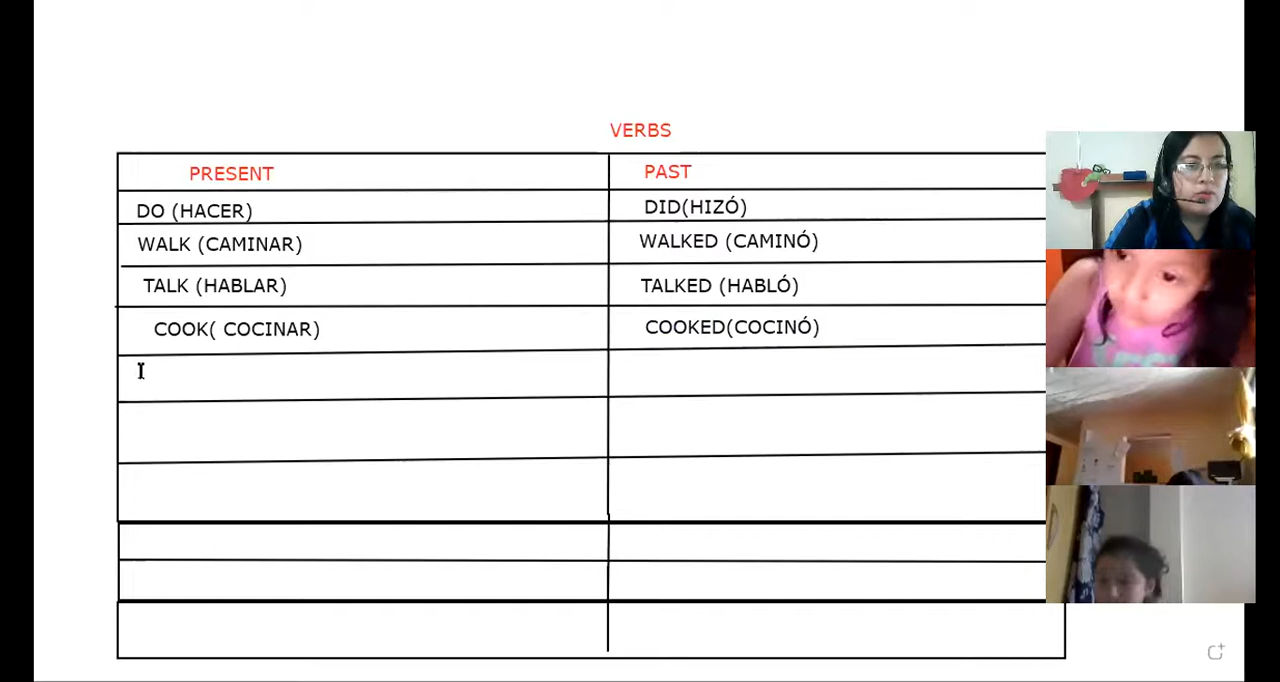 VERBS
PRESENT PAST
DO (HACER) DID(HIZÓ)
WALK (CAMINAR) WALKED (CAMINÓ)
TALK (HABLAR) TALKED (HABLÓ)
COOK( COCINAR) COOKED(COCINÓ)